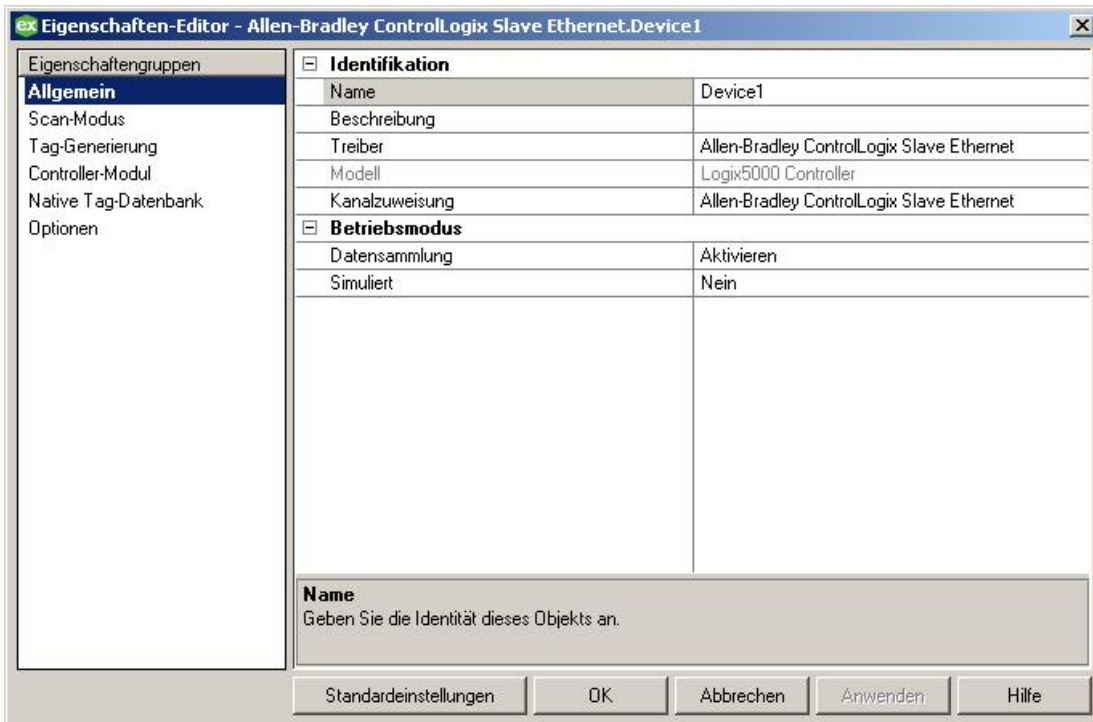 ex Eigenschaften-Editor - Allen-Bradley ControlLogix Slave Ethernet.Device1
Eigenschaftengruppen
Allgemein
Scan-Modus
Tag-Generierung
Controller-Modul
Native Tag-Datenbank
Optionen
Identifikation
Name Device1
Beschreibung
Treiber Allen-Bradley ControlLogix Slave Ethernet
Modell Logix5000 Controller
Kanalzuweisung Allen-Bradley ControlLogix Slave Ethernet
Betriebsmodus
Datensammlung Aktivieren
Simuliert Nein
Name
Geben Sie die Identität dieses Objekts an.
Standardeinstellungen OK Abbrechen Anwenden Hilfe